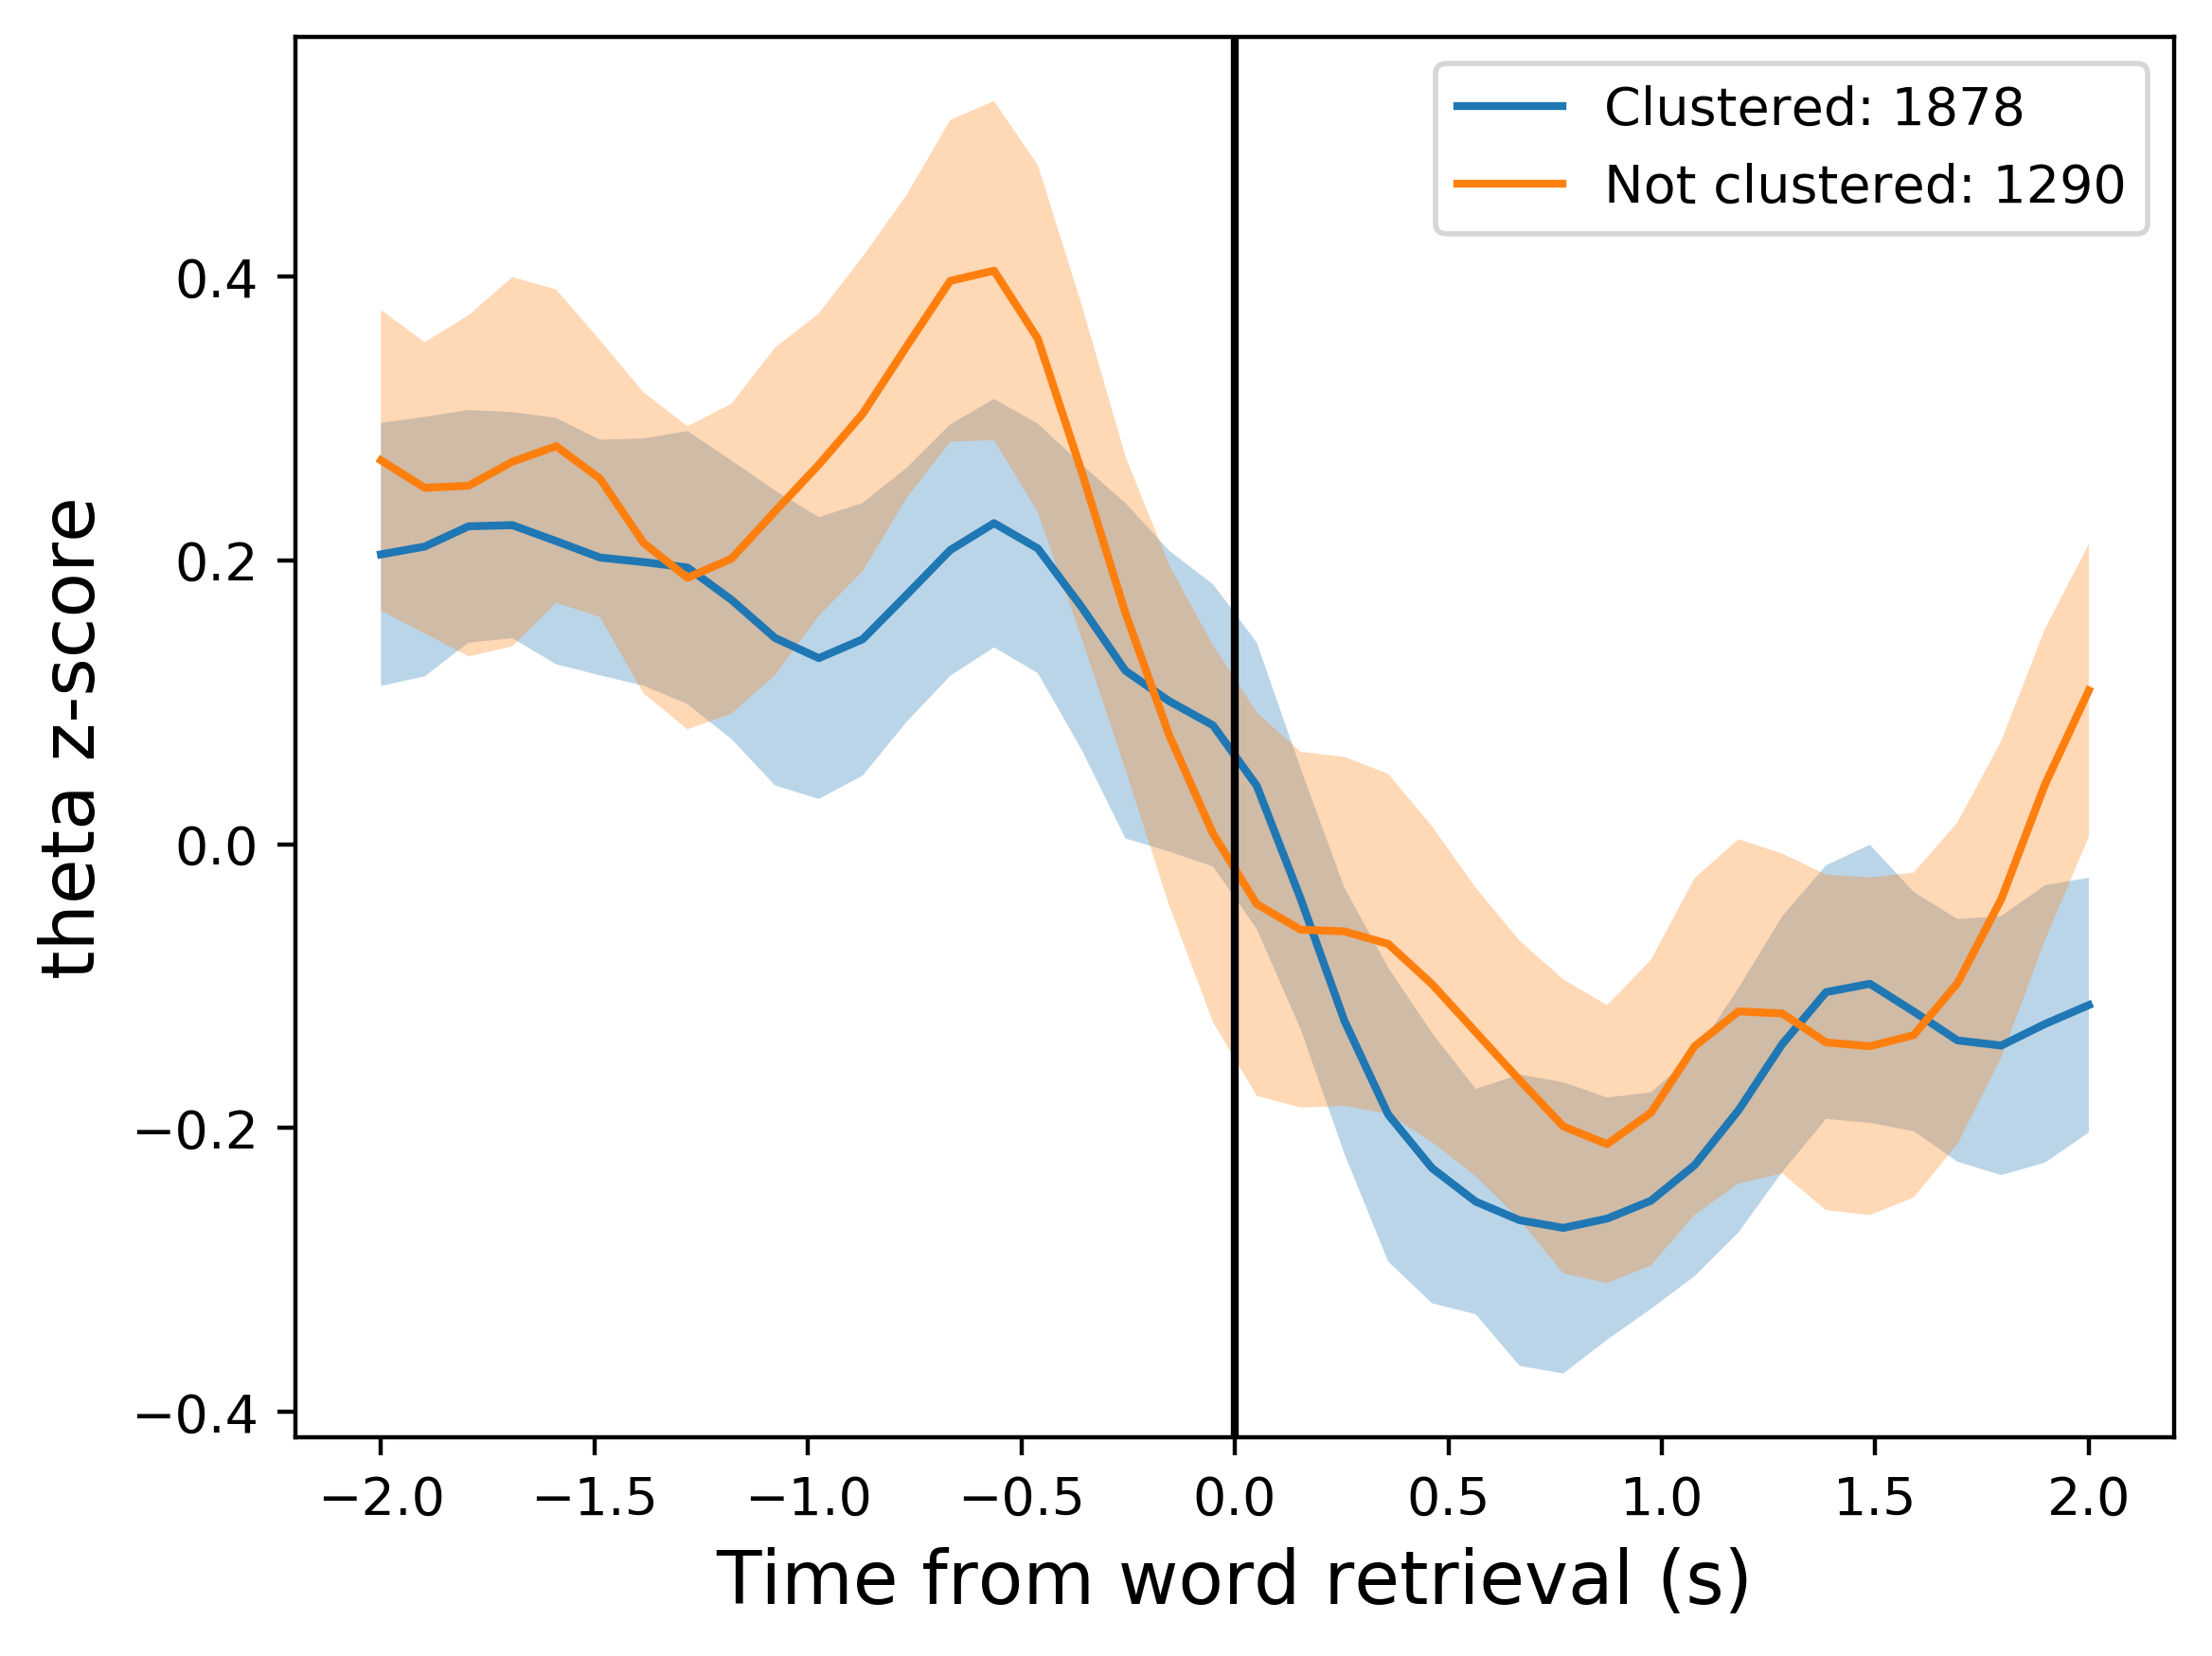 Clustered: 1878
Not clustered: 1290
0.4
0.2
0.0
−0.2
−0.4
theta z-score
−2.0 −1.5 −1.0 −0.5 0.0 0.5 1.0 1.5 2.0
Time from word retrieval (s)